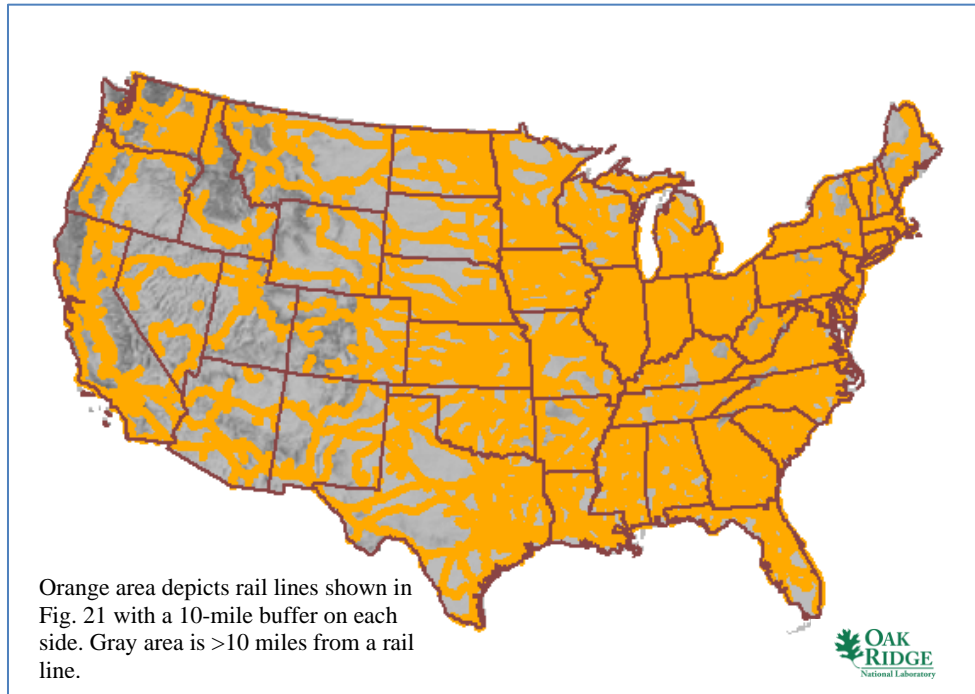 Orange area depicts rail lines shown in
Fig. 21 with a 10-mile buffer on each
side. Gray area is >10 miles from a rail
line.
OAK
RIDGE
National Laboratory